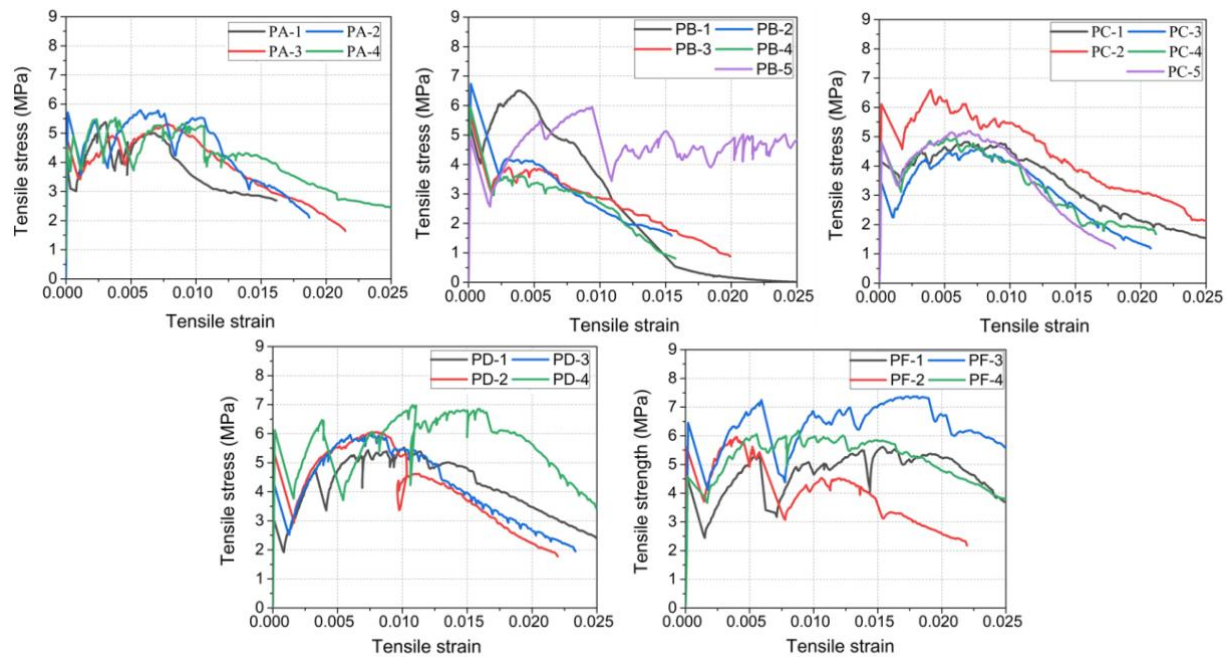 9
8
7
6
5
4
3
2
1
0
Tensile stress (MPa)
PA-1 PA-2
PA-3 PA-4
0.000 0.005 0.010 0.015 0.020 0.025
Tensile strain
9
8
7
6
5
4
3
2
1
0
Tensile stress (MPa)
PB-1 PB-2
PB-3 PB-4
PB-5
0.000 0.005 0.010 0.015 0.020 0.025
Tensile strain
9
8
7
6
5
4
3
2
1
0
Tensile stress (MPa)
PC-1 PC-3
PC-2 PC-4
PC-5
0.000 0.005 0.010 0.015 0.020 0.025
Tensile strain
9
8
7
6
5
4
3
2
1
0
Tensile stress (MPa)
PD-1 PD-3
PD-2 PD-4
0.000 0.005 0.010 0.015 0.020 0.025
Tensile strain
9
8
7
6
5
4
3
2
1
0
Tensile strength (MPa)
PF-1 PF-3
PF-2 PF-4
0.000 0.005 0.010 0.015 0.020 0.025
Tensile strain